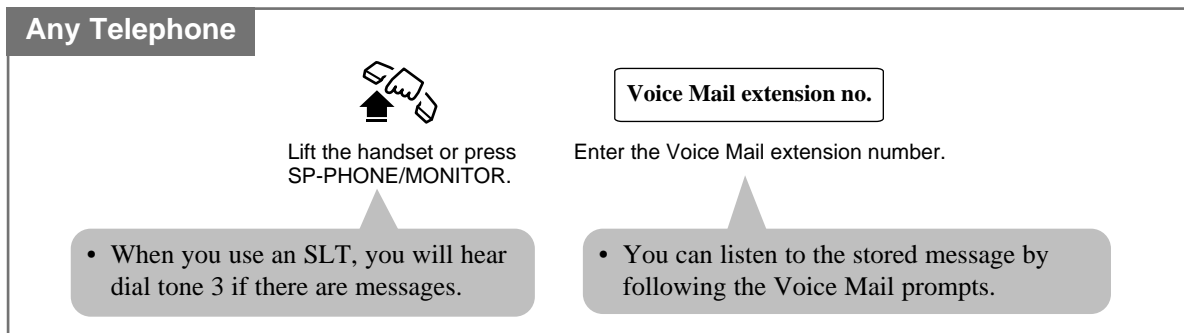 Any Telephone
Voice Mail extension no.
Lift the handset or press
SP-PHONE/MONITOR.
Enter the Voice Mail extension number.
• When you use an SLT, you will hear
dial tone 3 if there are messages.
• You can listen to the stored message by
following the Voice Mail prompts.